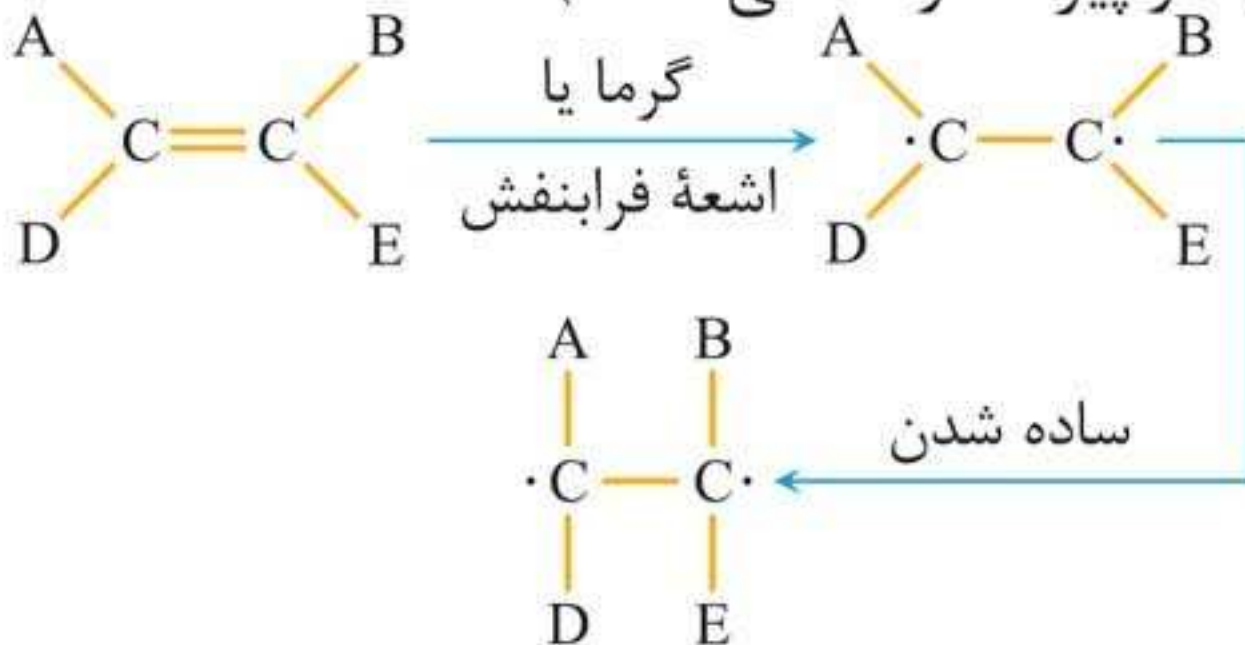 A B A B
گرما یا
C C ·C C·
اشعهٔ فرابنفش
D E D E
A B
ساده شدن
·C C·
D E